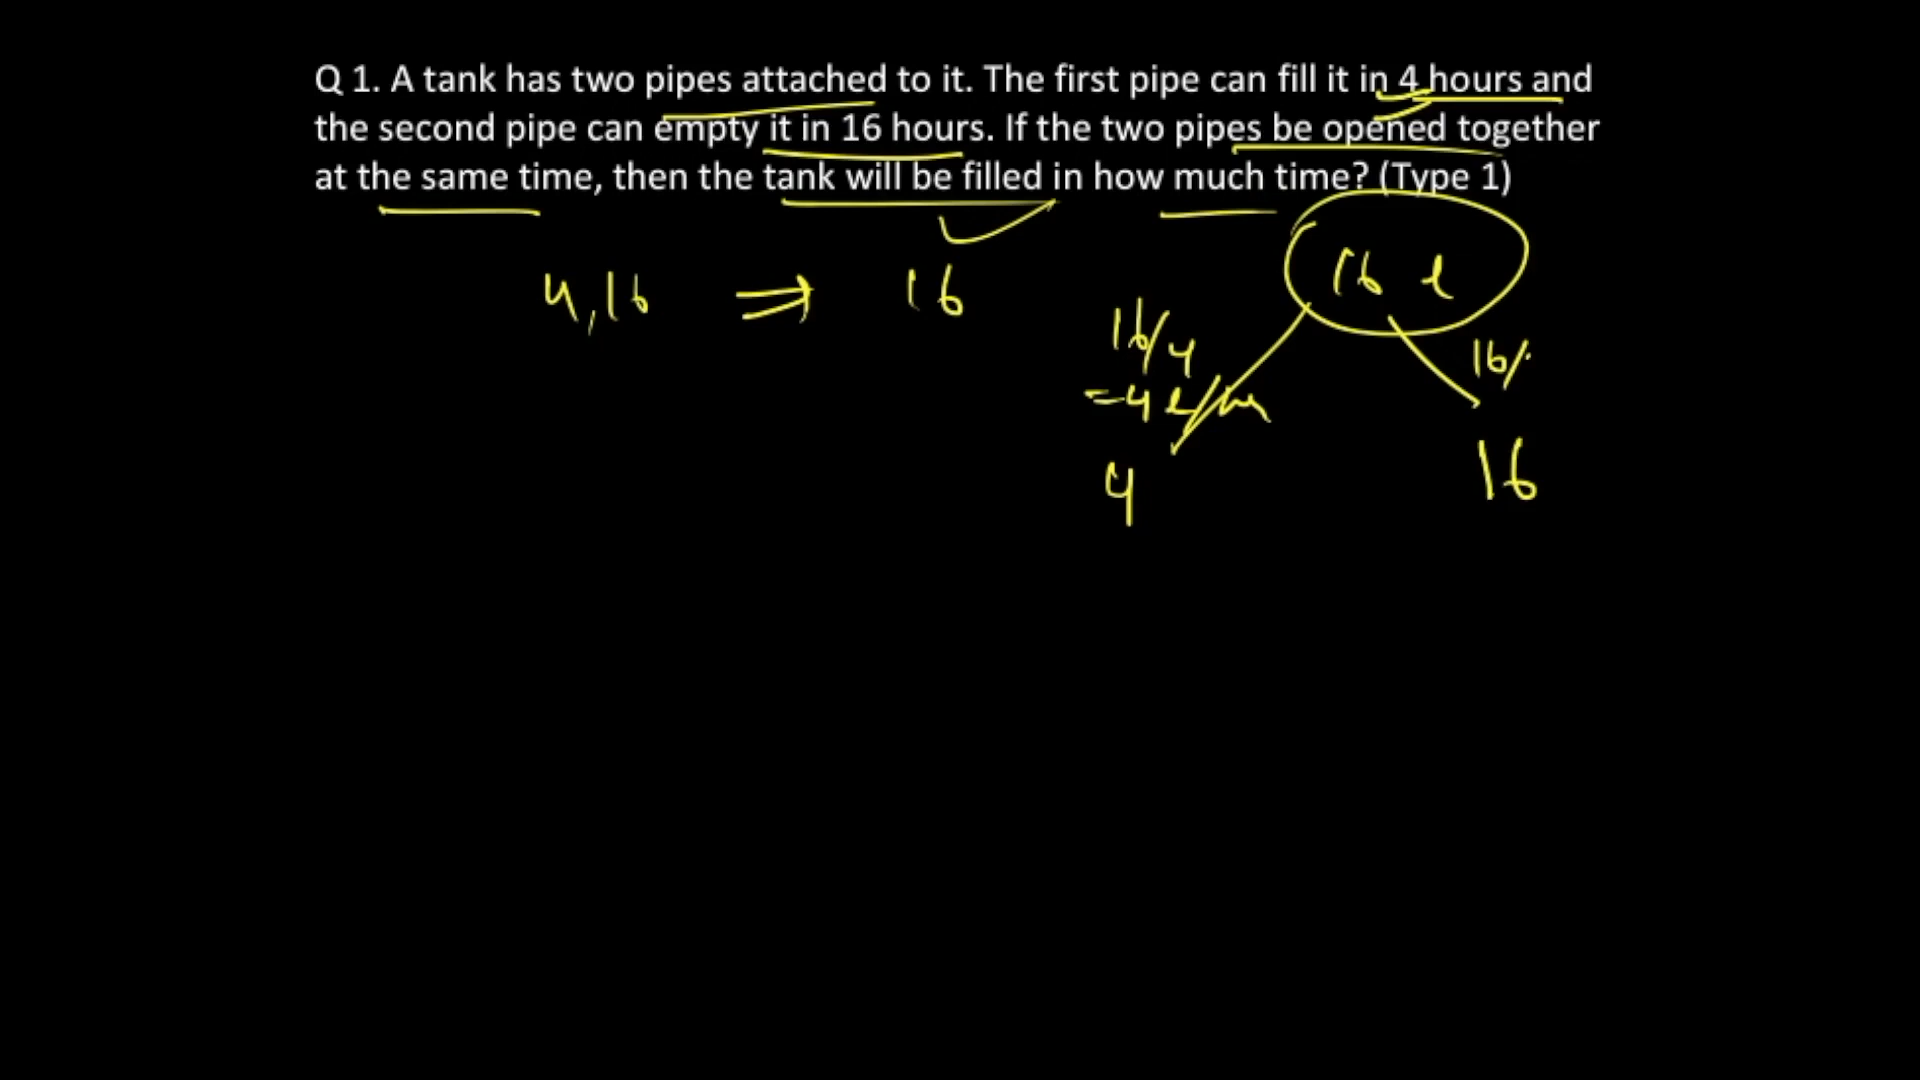 Q 1. A tank has two pipes attached to it. The first pipe can fill it in 4 hours and
the second pipe can empty it in 16 hours. If the two pipes be opened together
at the same time, then the tank will be filled in how much time? (Type 1)
4,16 ⇒ 16
16 l
16/4
= 4 l/hr
16/
4
16